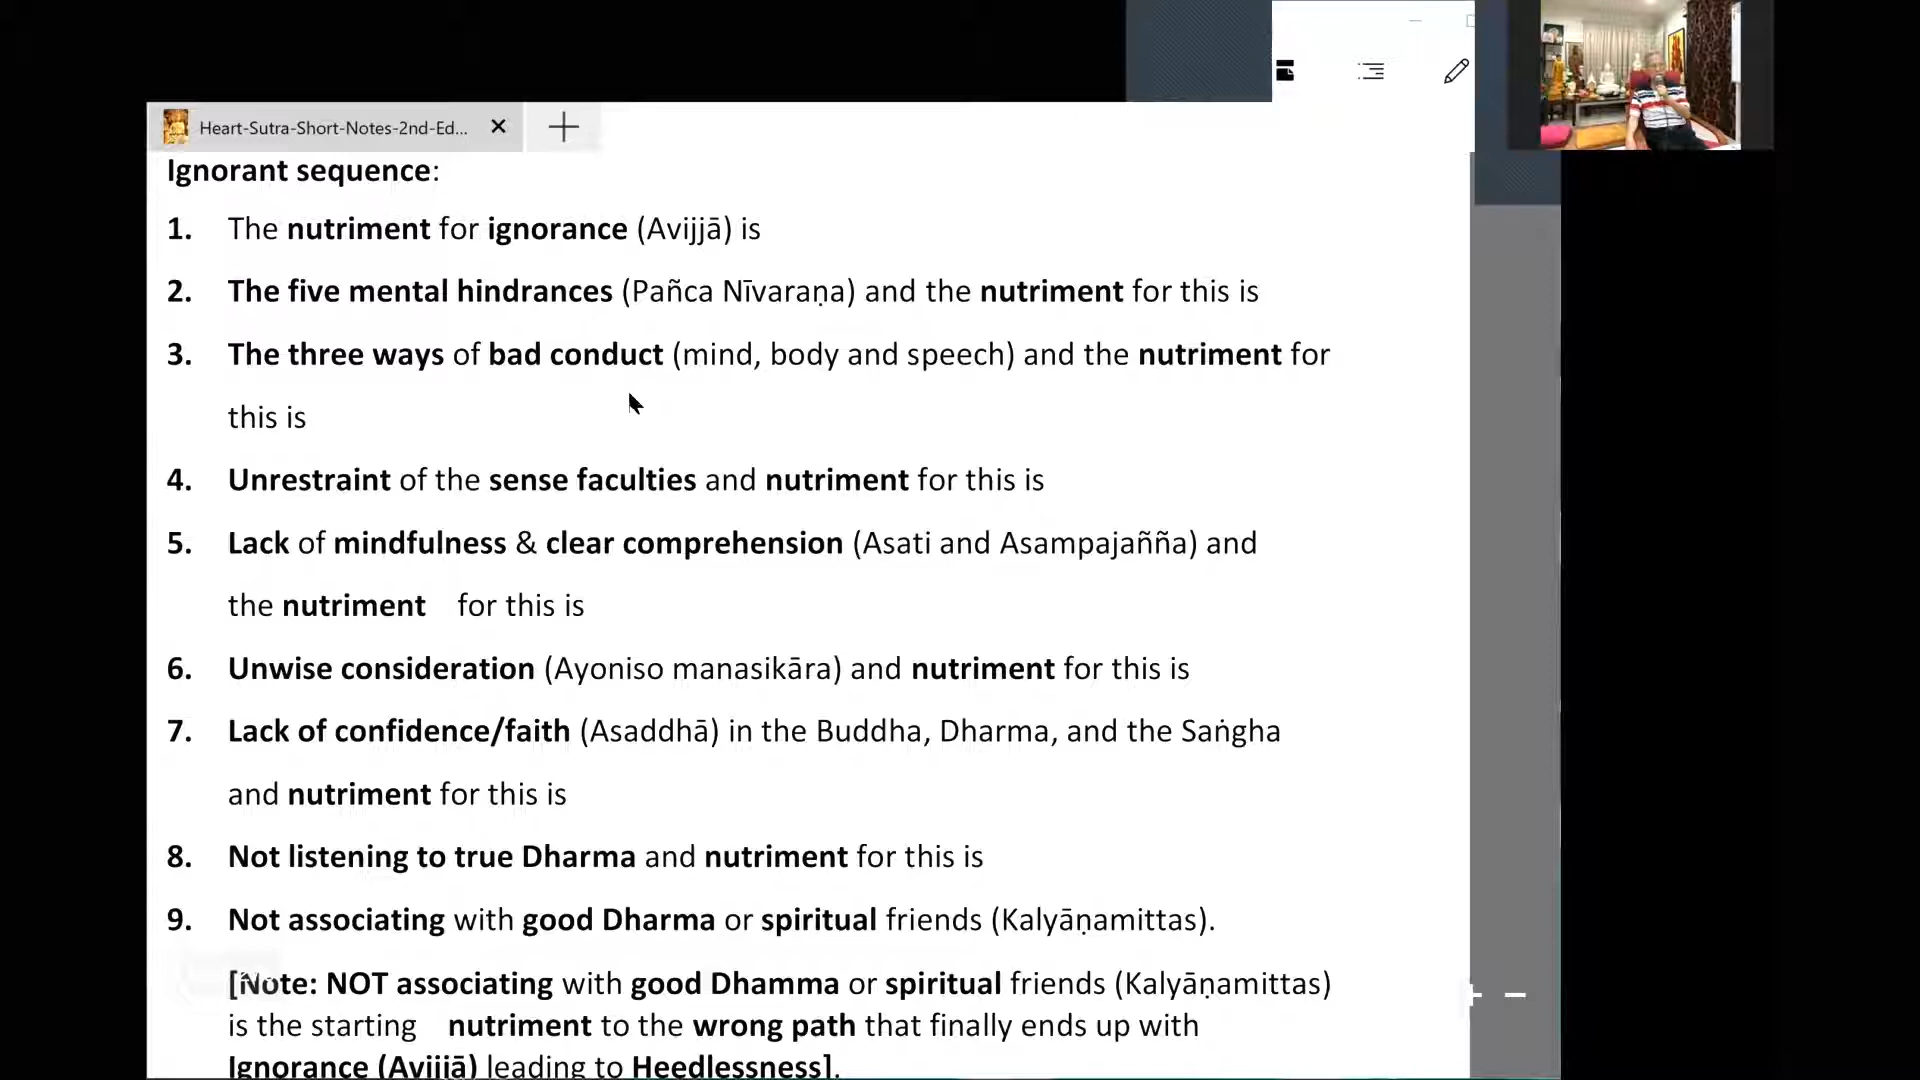 Heart-Sutra-Short-Notes-2nd-Ed...
Ignorant sequence:
1. The nutriment for ignorance (Avijjā) is
2. The five mental hindrances (Pañca Nīvaraṇa) and the nutriment for this is
3. The three ways of bad conduct (mind, body and speech) and the nutriment for
this is
4. Unrestraint of the sense faculties and nutriment for this is
5. Lack of mindfulness & clear comprehension (Asati and Asampajañña) and
the nutriment for this is
6. Unwise consideration (Ayoniso manasikāra) and nutriment for this is
7. Lack of confidence/faith (Asaddhā) in the Buddha, Dharma, and the Saṅgha
and nutriment for this is
8. Not listening to true Dharma and nutriment for this is
9. Not associating with good Dharma or spiritual friends (Kalyāṇamittas).
[Note: NOT associating with good Dhamma or spiritual friends (Kalyāṇamittas)
is the starting nutriment to the wrong path that finally ends up with
Ignorance (Avijjā) leading to Heedlessness].